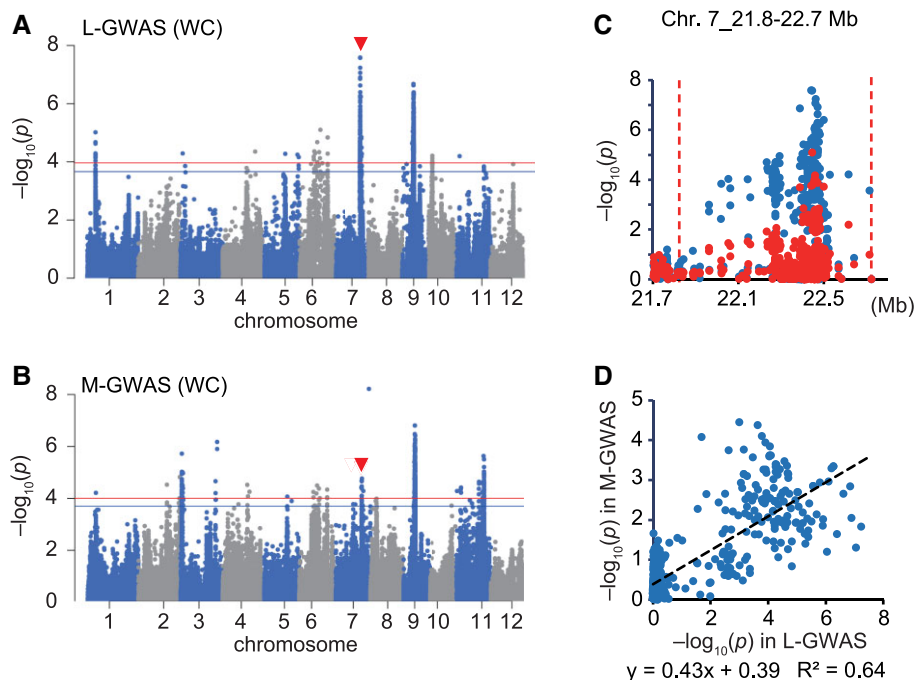 A
L-GWAS (WC)
8
6
4
2
0
–log10(p)
1 2 3 4 5 6 7 8 9 10 11 12
chromosome
B
M-GWAS (WC)
8
6
4
2
0
–log10(p)
1 2 3 4 5 6 7 8 9 10 11 12
chromosome
C
Chr. 7_21.8-22.7 Mb
8
7
6
5
4
3
2
1
0
–log10(p)
21.7 22.1 22.5
(Mb)
D
5
4
3
2
1
0
–log10(p) in M-GWAS
0 2 4 6 8
–log10(p) in L-GWAS
y = 0.43x + 0.39 R² = 0.64